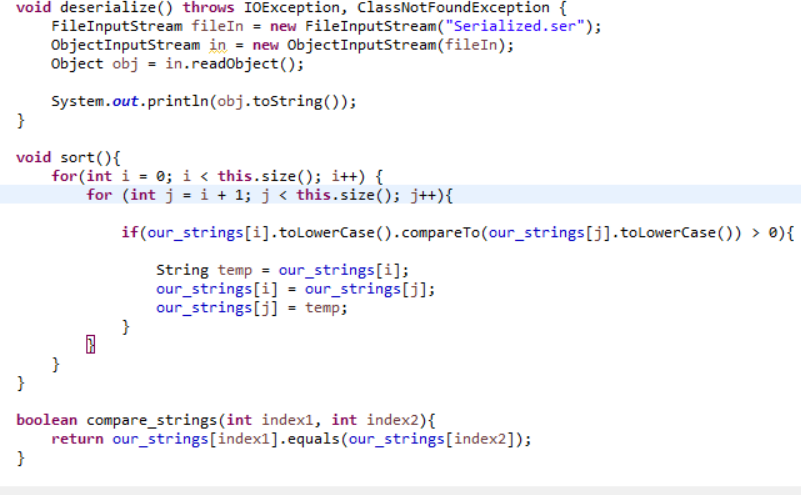 void deserialize() throws IOException, ClassNotFoundException {
    FileInputStream fileIn = new FileInputStream("Serialized.ser");
    ObjectInputStream in = new ObjectInputStream(fileIn);
    Object obj = in.readObject();

    System.out.println(obj.toString());
}

void sort(){
    for(int i = 0; i < this.size(); i++) {
        for (int j = i + 1; j < this.size(); j++){

            if(our_strings[i].toLowerCase().compareTo(our_strings[j].toLowerCase()) > 0){

                String temp = our_strings[i];
                our_strings[i] = our_strings[j];
                our_strings[j] = temp;
            }
        }
    }
}

boolean compare_strings(int index1, int index2){
    return our_strings[index1].equals(our_strings[index2]);
}